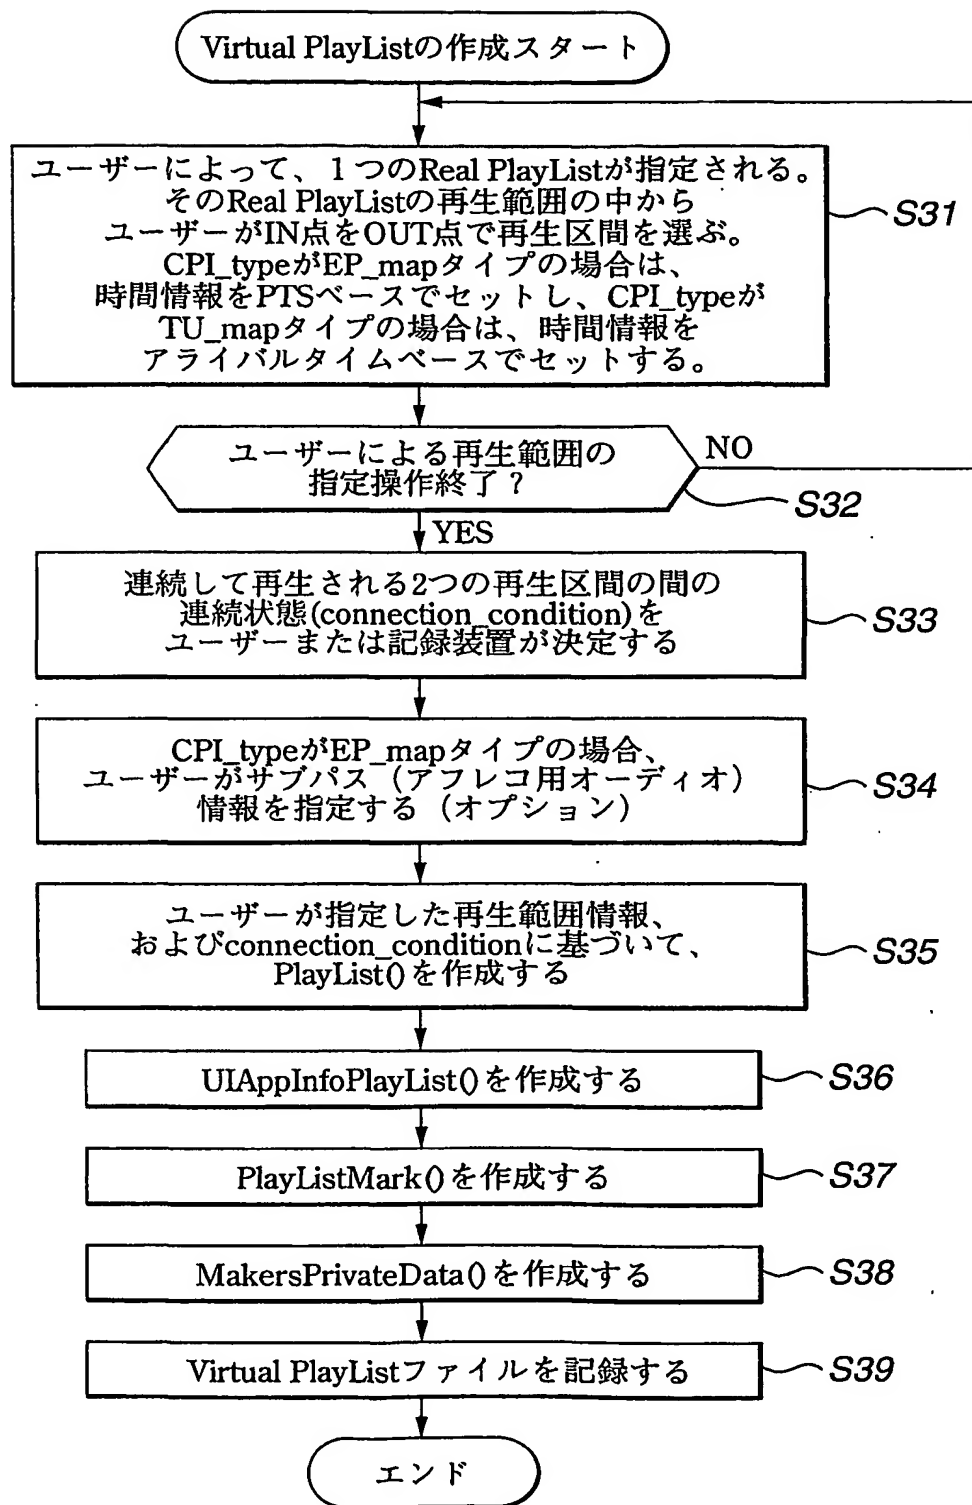 Virtual PlayListの作成スタート
ユーザーによって、1つのReal PlayListが指定される。
そのReal PlayListの再生範囲の中から
ユーザーがIN点をOUT点で再生区間を選ぶ。
CPI_typeがEP_mapタイプの場合は、
時間情報をPTSベースでセットし、CPI_typeが
TU_mapタイプの場合は、時間情報を
アライバルタイムベースでセットする。
S31
ユーザーによる再生範囲の
指定操作終了？
NO
S32
YES
連続して再生される2つの再生区間の間の
連続状態(connection_condition)を
ユーザーまたは記録装置が決定する
S33
CPI_typeがEP_mapタイプの場合、
ユーザーがサブパス（アフレコ用オーディオ）
情報を指定する（オプション）
S34
ユーザーが指定した再生範囲情報、
およびconnection_conditionに基づいて、
PlayList()を作成する
S35
UIAppInfoPlayList()を作成する
S36
PlayListMark()を作成する
S37
MakersPrivateData()を作成する
S38
Virtual PlayListファイルを記録する
S39
エンド